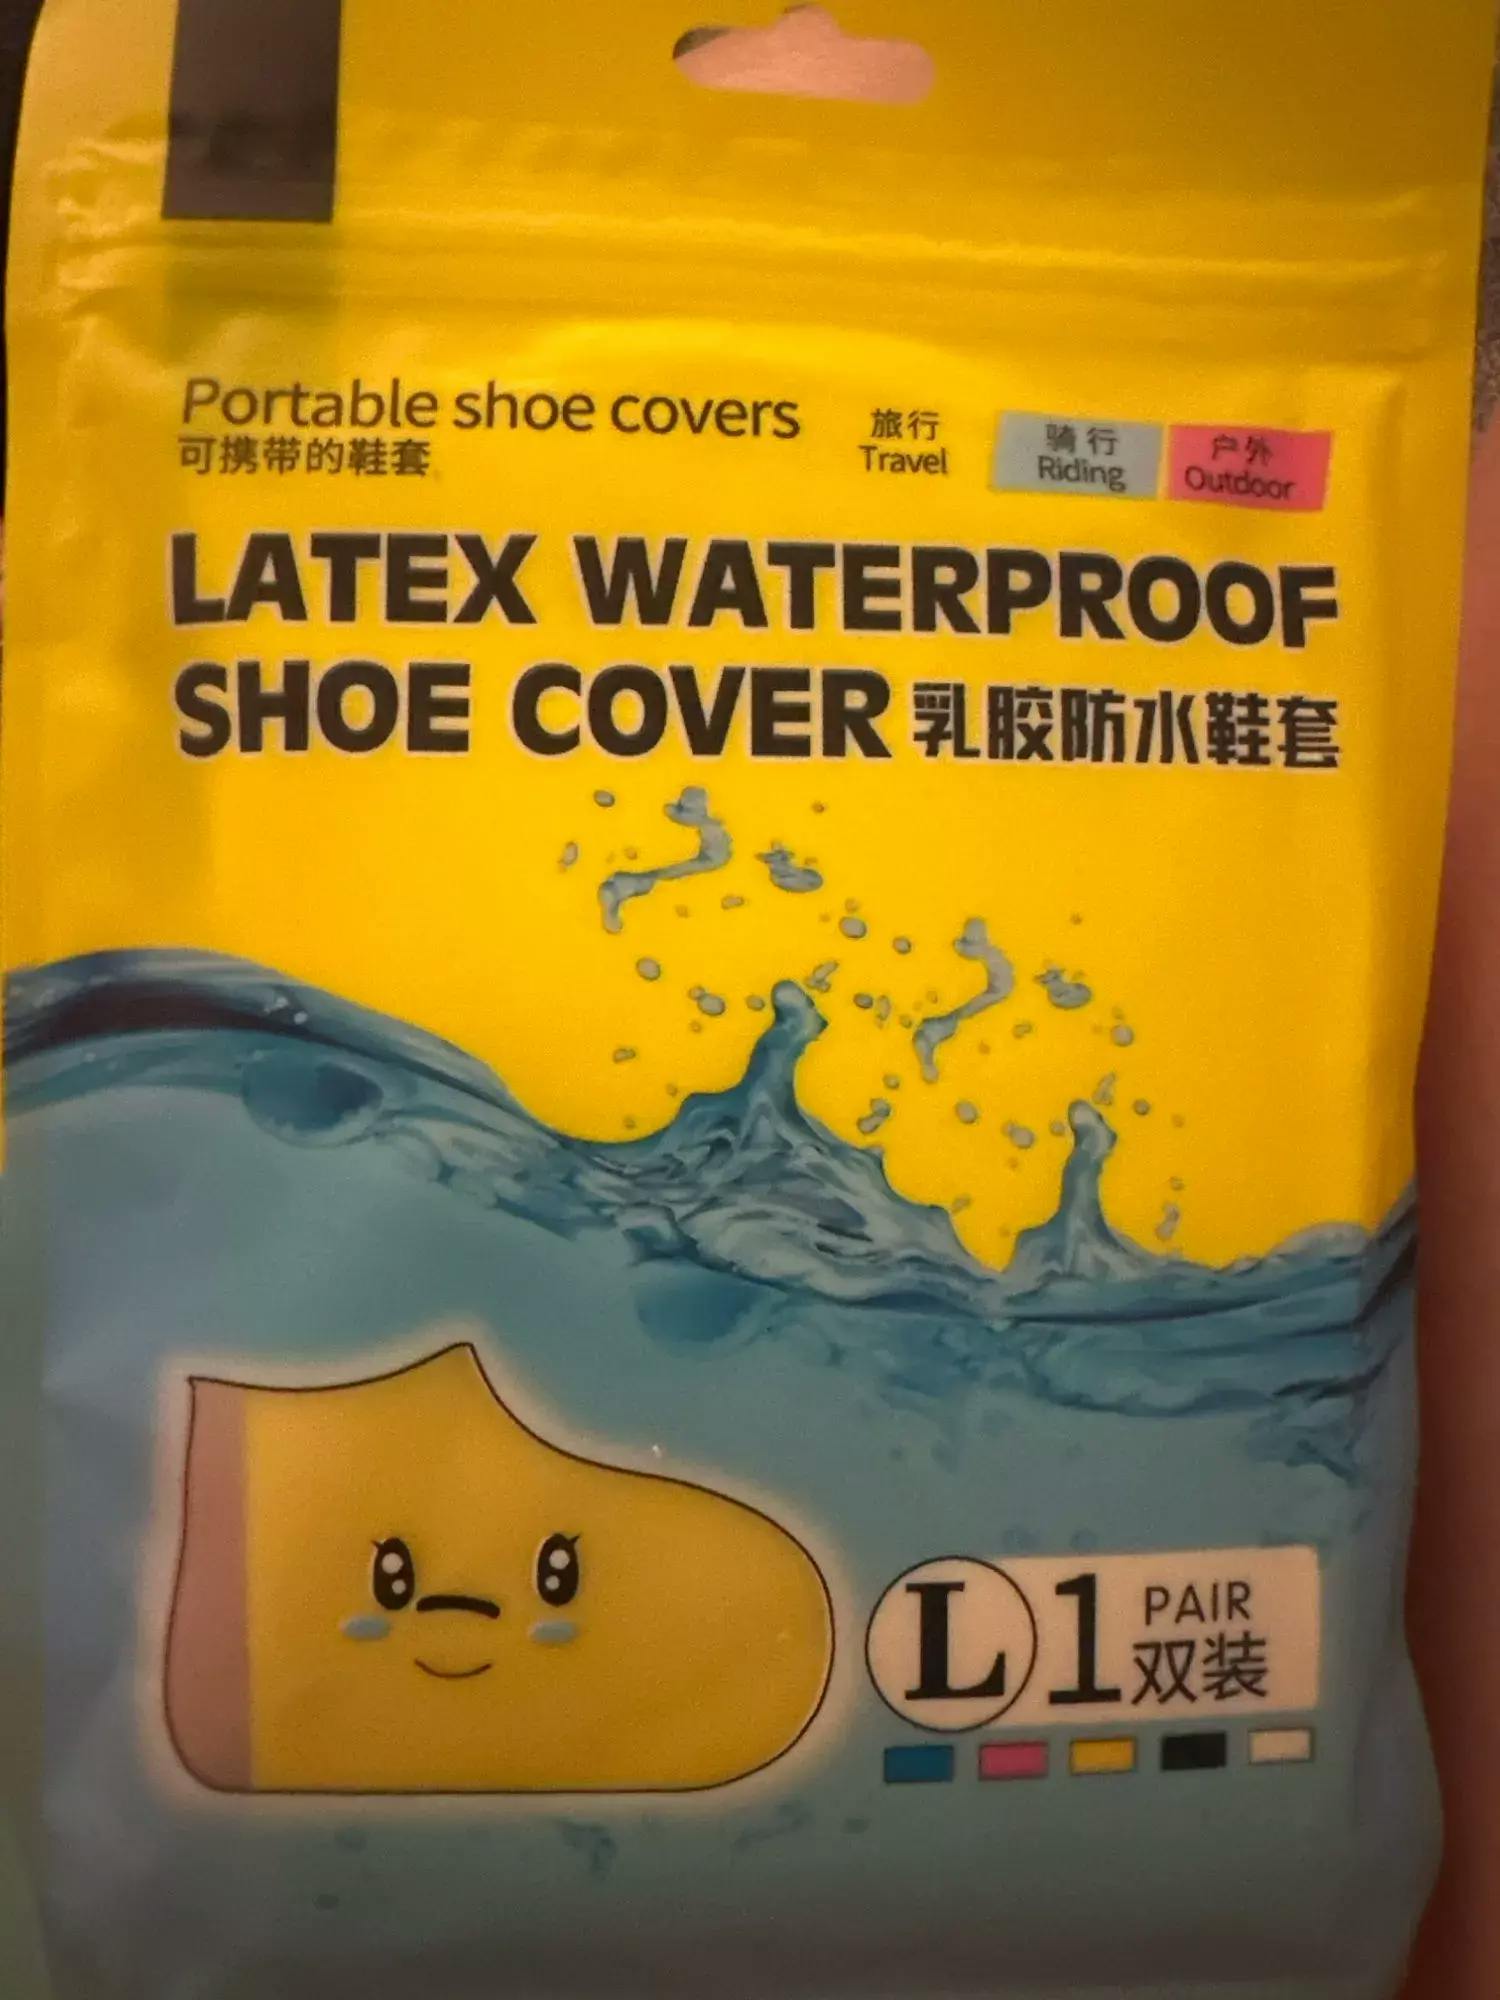 Portable shoe covers
可携带的鞋套
旅行
Travel
骑行
Riding
户外
Outdoor
LATEX WATERPROOF
SHOE COVER 乳胶防水鞋套
L 1 PAIR
双装